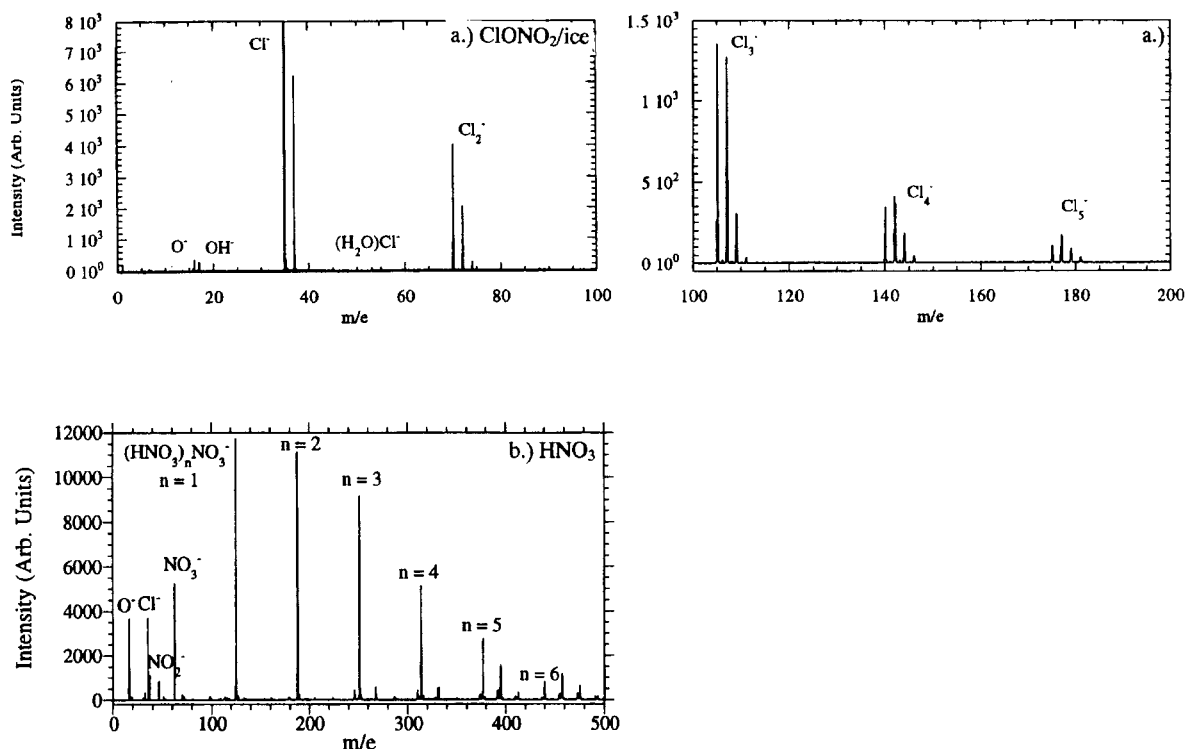 a.) ClONO₂/ice
Intensity (Arb. Units)
8 10³
7 10³
6 10³
5 10³
4 10³
3 10³
2 10³
1 10³
0 10⁰
Cl⁻
Cl₂⁻
O⁻ OH⁻ (H₂O)Cl⁻
0 20 40 60 80 100
m/e
a.)
1.5 10³
1 10³
5 10²
0 10⁰
Cl₃⁻
Cl₄⁻
Cl₅⁻
100 120 140 160 180 200
m/e
b.) HNO₃
Intensity (Arb. Units)
12000
10000
8000
6000
4000
2000
0
(HNO₃)ₙNO₃⁻
n = 1
n = 2
n = 3
n = 4
n = 5
n = 6
NO₃⁻
O⁻ Cl⁻
NO₂⁻
0 100 200 300 400 500
m/e